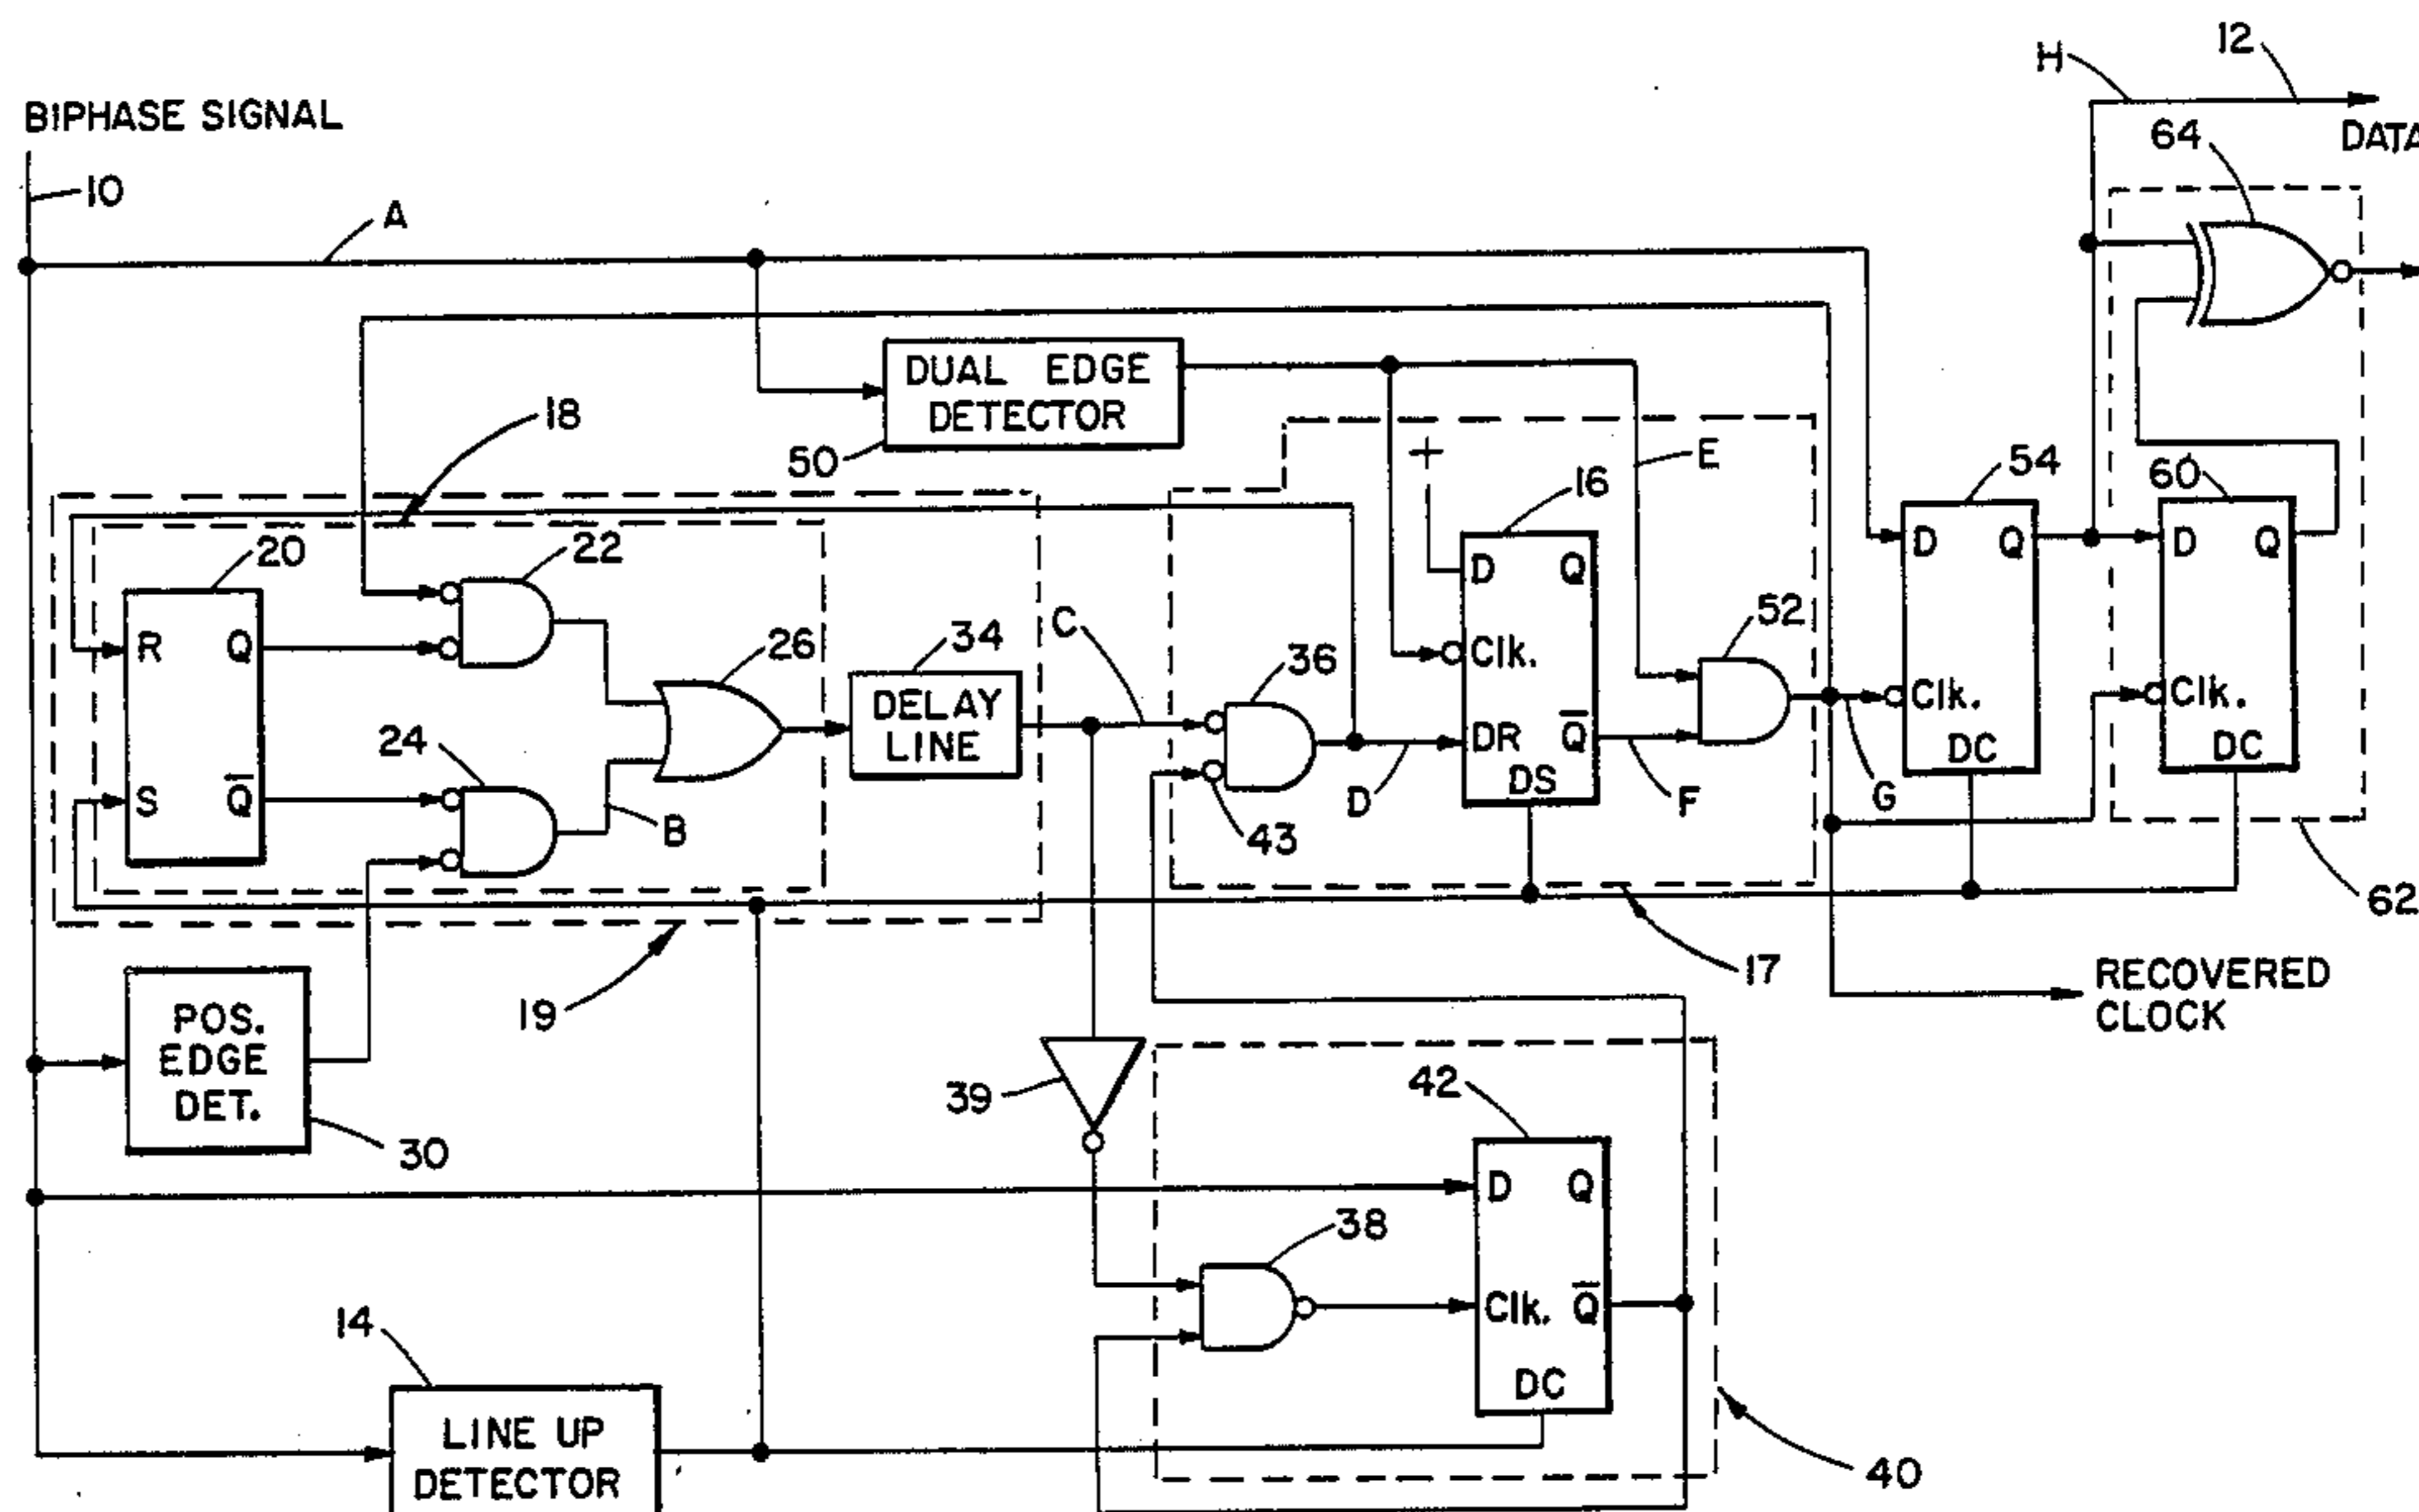 H
12
BIPHASE SIGNAL
64
DATA
10
A
DUAL EDGE
DETECTOR
18
50
+
E
16
54
60
20
22
D
Q
D
Q
D
Q
26
C
34
36
52
R
Q
Clk.
Clk.
Clk.
DELAY
LINE
24
DR
Q̅
DC
DC
S
Q̅
DS
B
D
F
G
43
62
19
17
RECOVERED
CLOCK
POS.
EDGE
DET.
39
42
30
D
Q
38
14
Clk.
Q̅
DC
LINE UP
DETECTOR
40